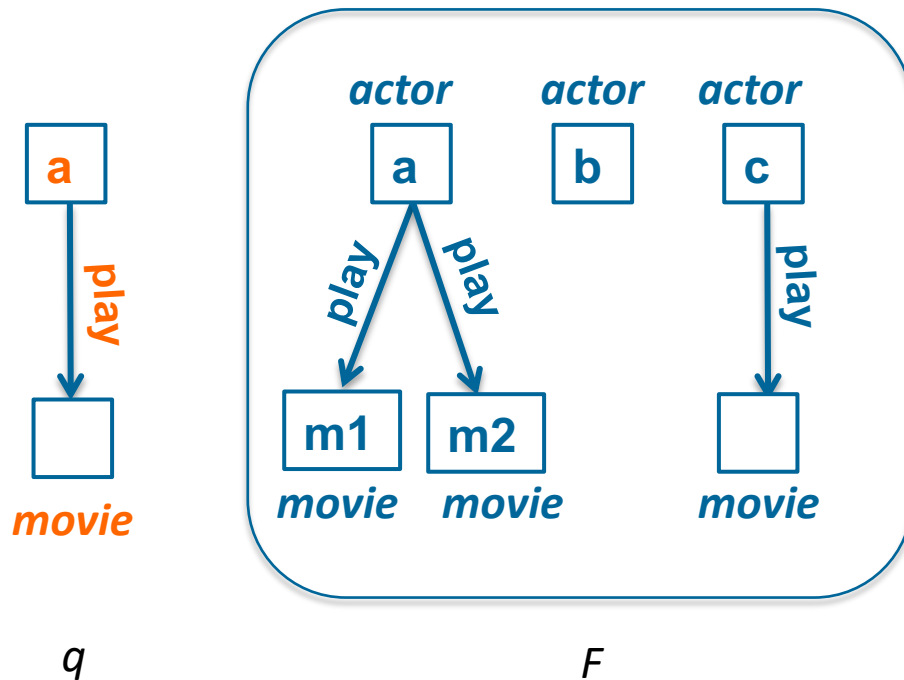 a
play
movie
q
actor
actor
actor
a
b
c
play
play
play
m1
m2
movie
movie
movie
F